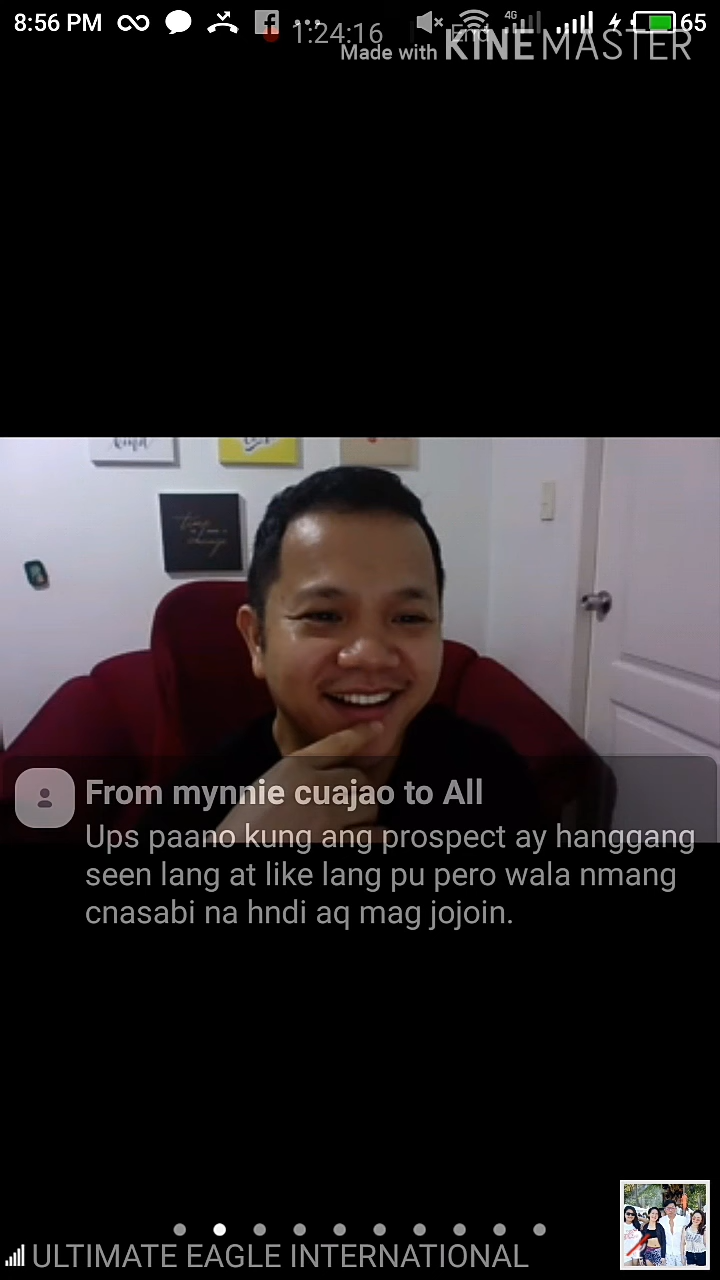 8:56 PM
4G
65
1:24:16
End
Made with KINEMASTER
From mynnie cuajao to All
Ups paano kung ang prospect ay hanggang
seen lang at like lang pu pero wala nmang
cnasabi na hndi aq mag jojoin.
ULTIMATE EAGLE INTERNATIONAL